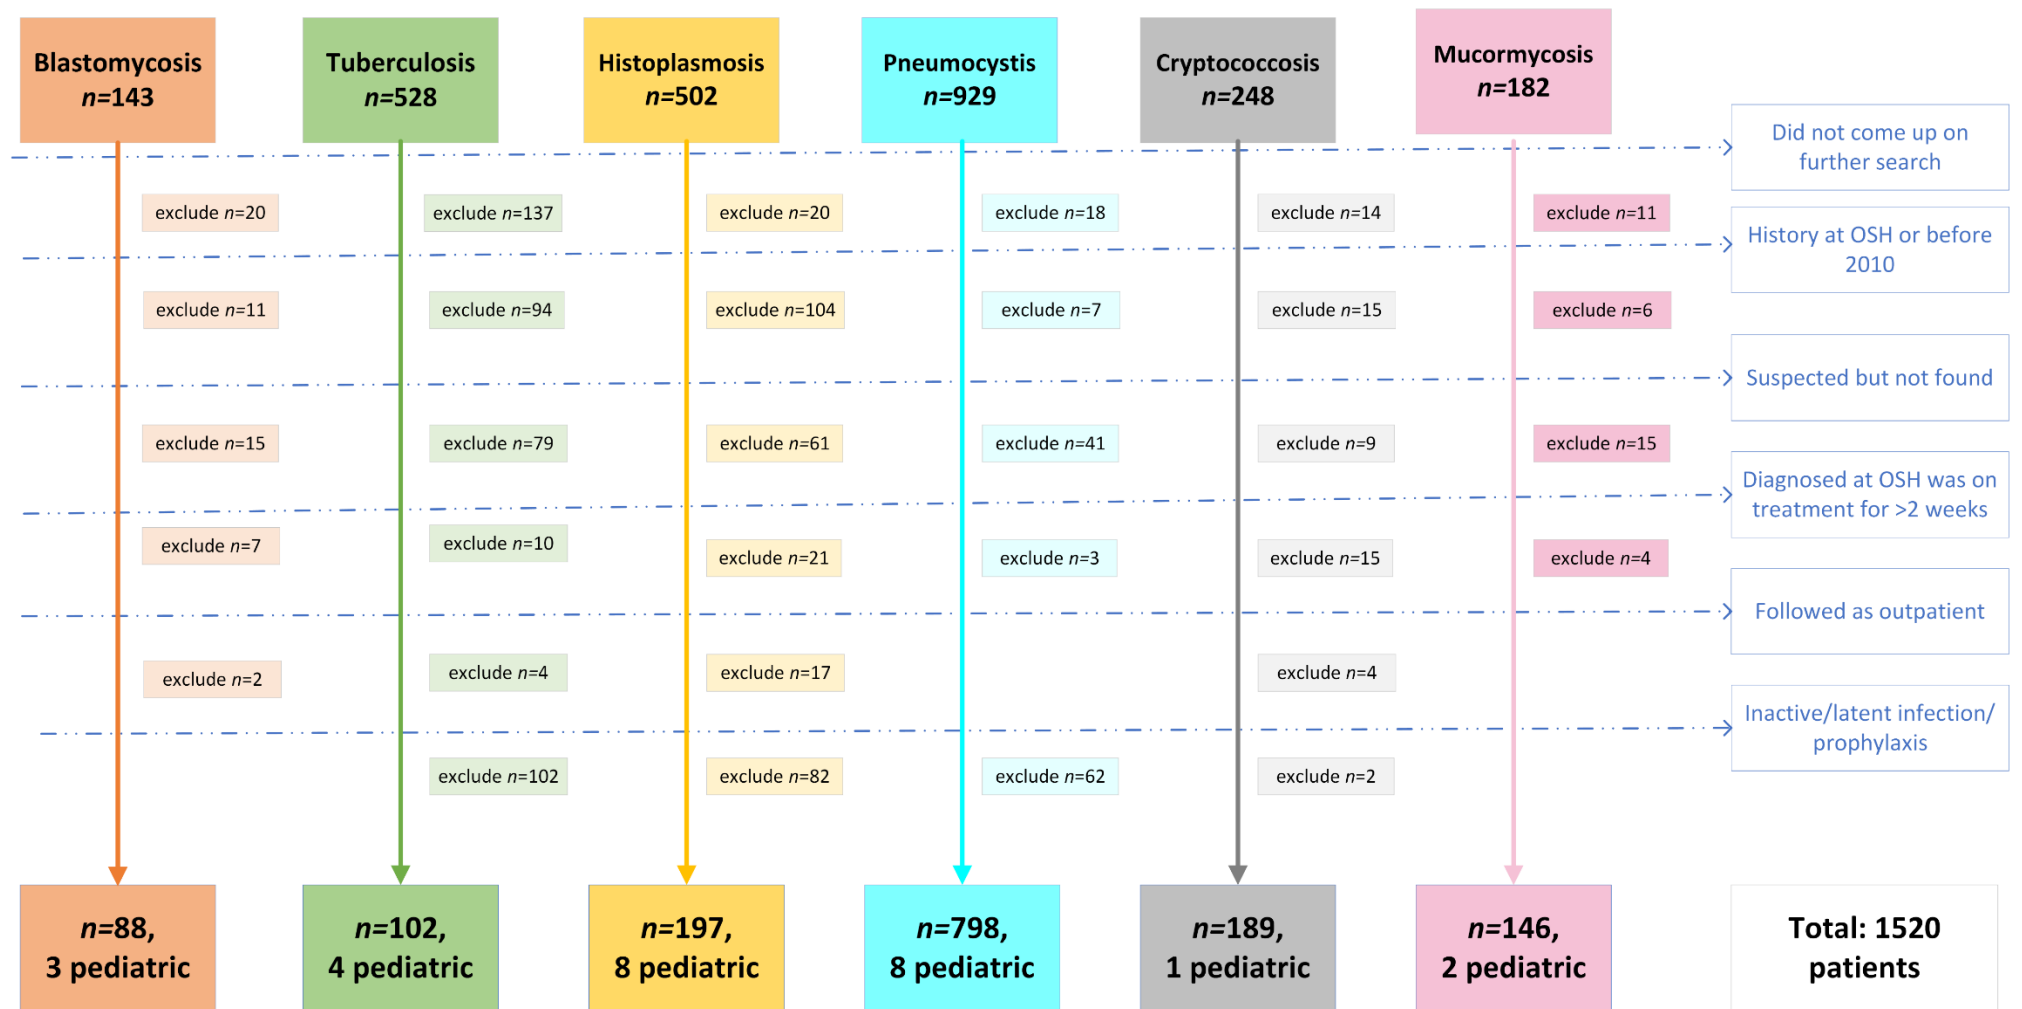 Blastomycosis
n=143
Tuberculosis
n=528
Histoplasmosis
n=502
Pneumocystis
n=929
Cryptococcosis
n=248
Mucormycosis
n=182
Did not come up on
further search
exclude n=20
exclude n=137
exclude n=20
exclude n=18
exclude n=14
exclude n=11
History at OSH or before
2010
exclude n=11
exclude n=94
exclude n=104
exclude n=7
exclude n=15
exclude n=6
Suspected but not found
exclude n=15
exclude n=79
exclude n=61
exclude n=41
exclude n=9
exclude n=15
Diagnosed at OSH was on
treatment for >2 weeks
exclude n=7
exclude n=10
exclude n=21
exclude n=3
exclude n=15
exclude n=4
Followed as outpatient
exclude n=2
exclude n=4
exclude n=17
exclude n=4
Inactive/latent infection/
prophylaxis
exclude n=102
exclude n=82
exclude n=62
exclude n=2
n=88,
3 pediatric
n=102,
4 pediatric
n=197,
8 pediatric
n=798,
8 pediatric
n=189,
1 pediatric
n=146,
2 pediatric
Total: 1520
patients